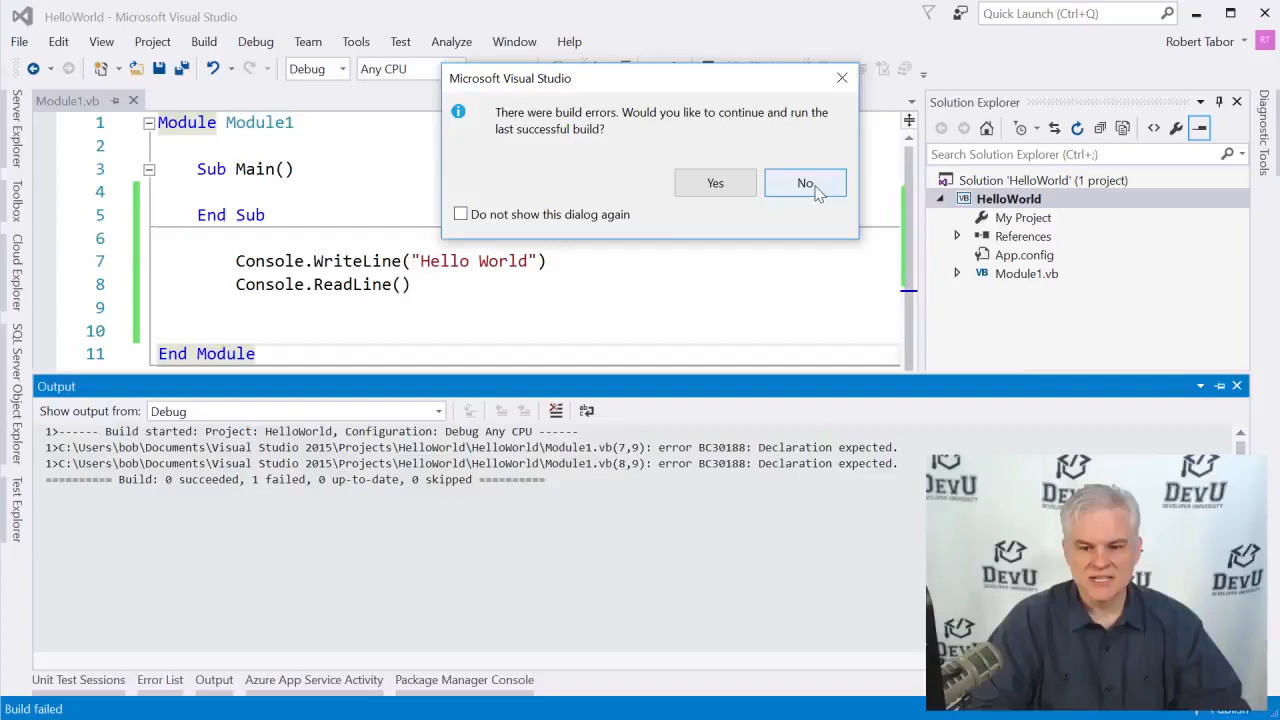 HelloWorld - Microsoft Visual Studio
Quick Launch (Ctrl+Q)
File Edit View Project Build Debug Team Tools Test Analyze Window Help
Robert Tabor RT
Debug Any CPU
Microsoft Visual Studio
There were build errors. Would you like to continue and run the
last successful build?
Yes No
Do not show this dialog again
Server Explorer
Toolbox
Cloud Explorer
SQL Server Object Explorer
Test Explorer
Module1.vb
1 Module Module1
2
3 Sub Main()
4
5 End Sub
6
7 Console.WriteLine("Hello World")
8 Console.ReadLine()
9
10
11 End Module
Solution Explorer
Search Solution Explorer (Ctrl+;)
Solution 'HelloWorld' (1 project)
VB HelloWorld
My Project
References
App.config
VB Module1.vb
Diagnostic Tools
Output
Show output from: Debug
1>------ Build started: Project: HelloWorld, Configuration: Debug Any CPU ------
1>C:\Users\bob\Documents\Visual Studio 2015\Projects\HelloWorld\HelloWorld\Module1.vb(7,9): error BC30188: Declaration expected.
1>C:\Users\bob\Documents\Visual Studio 2015\Projects\HelloWorld\HelloWorld\Module1.vb(8,9): error BC30188: Declaration expected.
========== Build: 0 succeeded, 1 failed, 0 up-to-date, 0 skipped ==========
DEVU
DEVELOPER UNIVERSITY
Unit Test Sessions Error List Output Azure App Service Activity Package Manager Console
Build failed